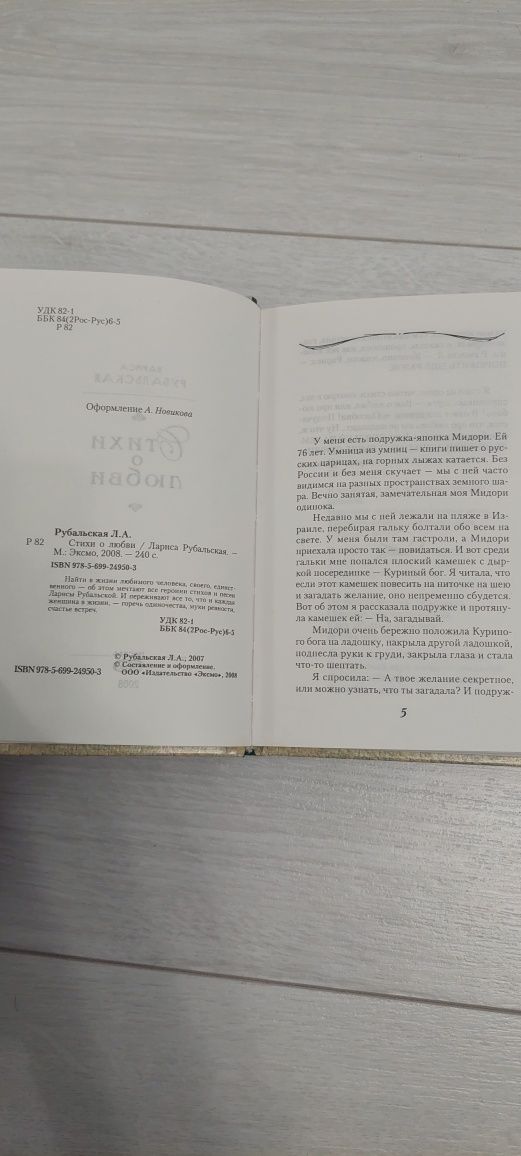 УДК 82-1
ББК 84(2Рос-Рус)6-5
Р 82
Оформление А. Новикова
Рубальская Л.А.
Р 82 Стихи о любви / Лариса Рубальская. –
М.: Эксмо, 2008. — 240 с.
ISBN 978-5-699-24950-3
Найти в жизни любимого человека, своего, единст-
венного — об этом мечтают все героини стихов и песен
Ларисы Рубальской. И переживают все то, что и каждая
женщина в жизни, — горечь одиночества, муки ревности,
счастье встреч.
УДК 82-1
ББК 84(2Рос-Рус)6-5
© Рубальская Л.А., 2007
© Составление и оформление.
ООО «Издательство «Эксмо», 2008
ISBN 978-5-699-24950-3
У меня есть подружка-японка Мидори. Ей
76 лет. Умница из умниц — книги пишет о рус-
ских царицах, на горных лыжах катается. Без
России и без меня скучает — мы с ней часто
видимся на разных пространствах земного ша-
ра. Вечно занятая, замечательная моя Мидори
одинока.
Недавно мы с ней лежали на пляже в Из-
раиле, перебирая гальку болтали обо всем на
свете. У меня были там гастроли, а Мидори
приехала просто так — повидаться. И вот среди
гальки мне попался плоский камешек с дыр-
кой посерединке — Куриный бог. Я читала, что
если этот камешек повесить на ниточке на шею
и загадать желание, оно непременно сбудется.
Вот об этом я рассказала подружке и протяну-
ла камешек ей: — На, загадывай.
Мидори очень бережно положила Курино-
го бога на ладошку, накрыла другой ладошкой,
поднесла руки к груди, закрыла глаза и стала
что-то шептать.
Я спросила: — А твое желание секретное,
или можно узнать, что ты загадала? И подруж-
5